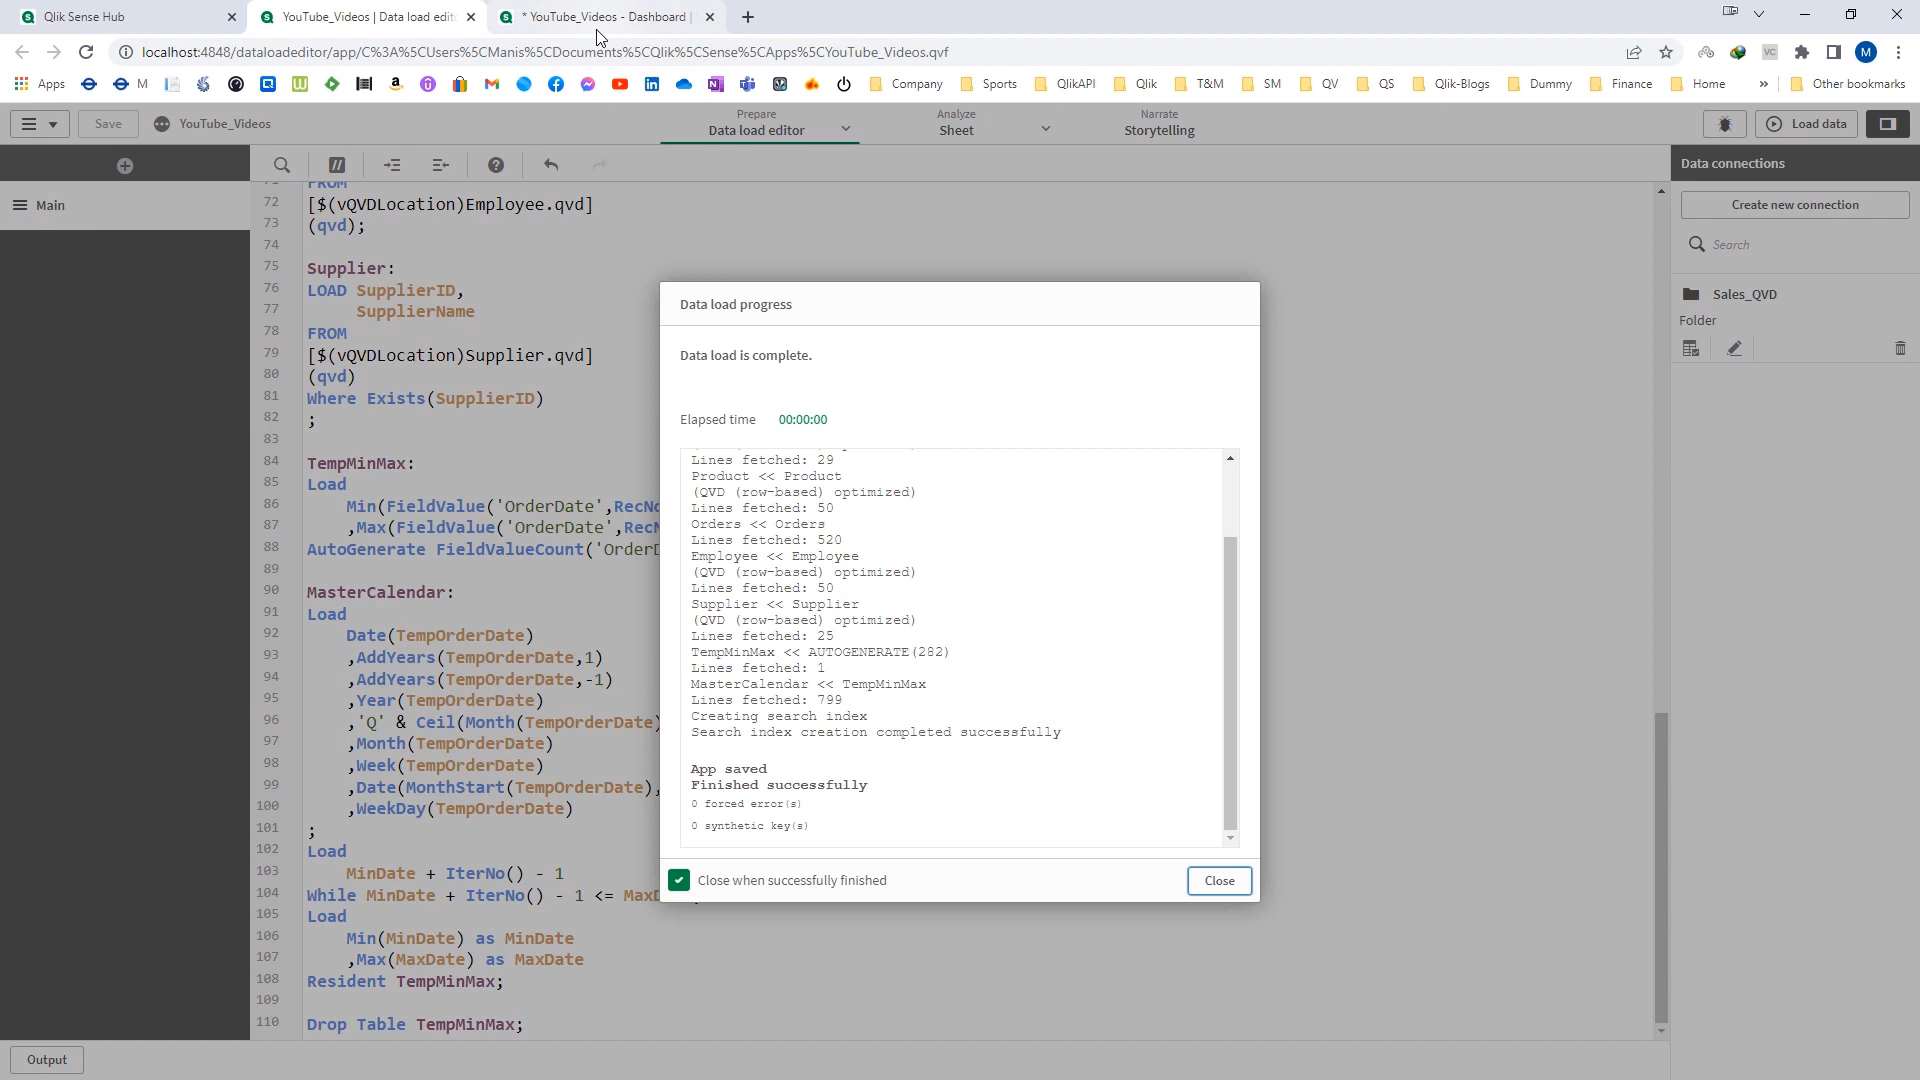 Qlik Sense Hub
YouTube_Videos | Data load edit
* YouTube_Videos - Dashboard |
localhost:4848/dataloadeditor/app/C%3A%5CUsers%5CManis%5CDocuments%5CQlik%5CSense%5CApps%5CYouTube_Videos.qvf
VC
M
Apps
M
Company
Sports
QlikAPI
Qlik
T&M
SM
QV
QS
Qlik-Blogs
Dummy
Finance
Home
»
Other bookmarks
Save
YouTube_Videos
Prepare
Data load editor
Analyze
Sheet
Narrate
Storytelling
Load data
Main
FROM
72 [$(vQVDLocation)Employee.qvd]
73 (qvd);
74
75 Supplier:
76 LOAD SupplierID,
77 SupplierName
78 FROM
79 [$(vQVDLocation)Supplier.qvd]
80 (qvd)
81 Where Exists(SupplierID)
82 ;
83
84 TempMinMax:
85 Load
86 Min(FieldValue('OrderDate',RecNo
87 ,Max(FieldValue('OrderDate',RecN
88 AutoGenerate FieldValueCount('OrderD
89
90 MasterCalendar:
91 Load
92 Date(TempOrderDate)
93 ,AddYears(TempOrderDate,1)
94 ,AddYears(TempOrderDate,-1)
95 ,Year(TempOrderDate)
96 ,'Q' & Ceil(Month(TempOrderDate)
97 ,Month(TempOrderDate)
98 ,Week(TempOrderDate)
99 ,Date(MonthStart(TempOrderDate),
100 ,WeekDay(TempOrderDate)
101 ;
102 Load
103 MinDate + IterNo() - 1
104 While MinDate + IterNo() - 1 <= MaxD
105 Load
106 Min(MinDate) as MinDate
107 ,Max(MaxDate) as MaxDate
108 Resident TempMinMax;
109
110 Drop Table TempMinMax;
Output
Data load progress
Data load is complete.
Elapsed time 00:00:00
Lines fetched: 29
Product << Product
(QVD (row-based) optimized)
Lines fetched: 50
Orders << Orders
Lines fetched: 520
Employee << Employee
(QVD (row-based) optimized)
Lines fetched: 50
Supplier << Supplier
(QVD (row-based) optimized)
Lines fetched: 25
TempMinMax << AUTOGENERATE(282)
Lines fetched: 1
MasterCalendar << TempMinMax
Lines fetched: 799
Creating search index
Search index creation completed successfully
App saved
Finished successfully
0 forced error(s)
0 synthetic key(s)
Close when successfully finished
Close
Data connections
Create new connection
Search
Sales_QVD
Folder